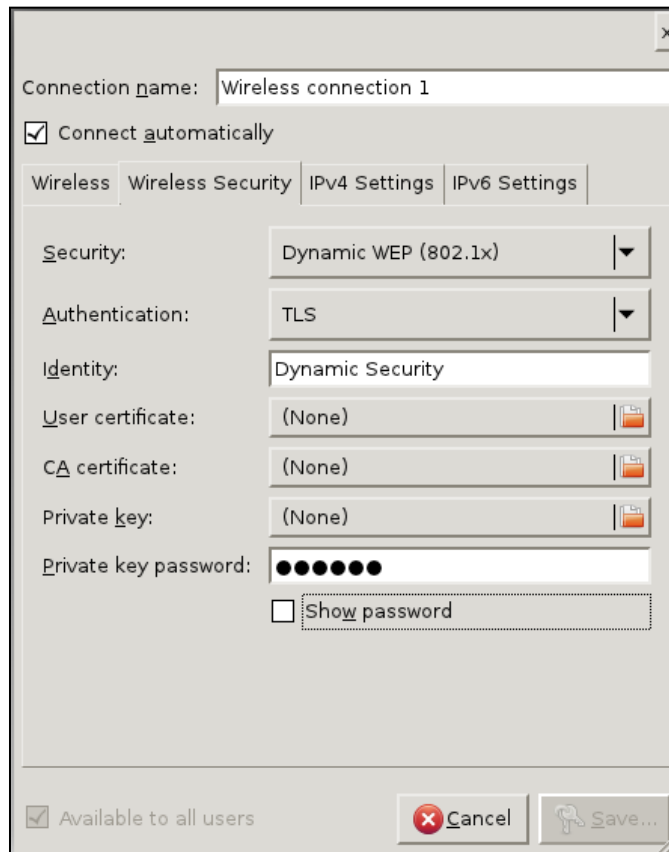 Connection name: Wireless connection 1
Connect automatically
Wireless Wireless Security IPv4 Settings IPv6 Settings
Security: Dynamic WEP (802.1x)
Authentication: TLS
Identity: Dynamic Security
User certificate: (None)
CA certificate: (None)
Private key: (None)
Private key password: ●●●●●●
Show password
Available to all users Cancel Save...